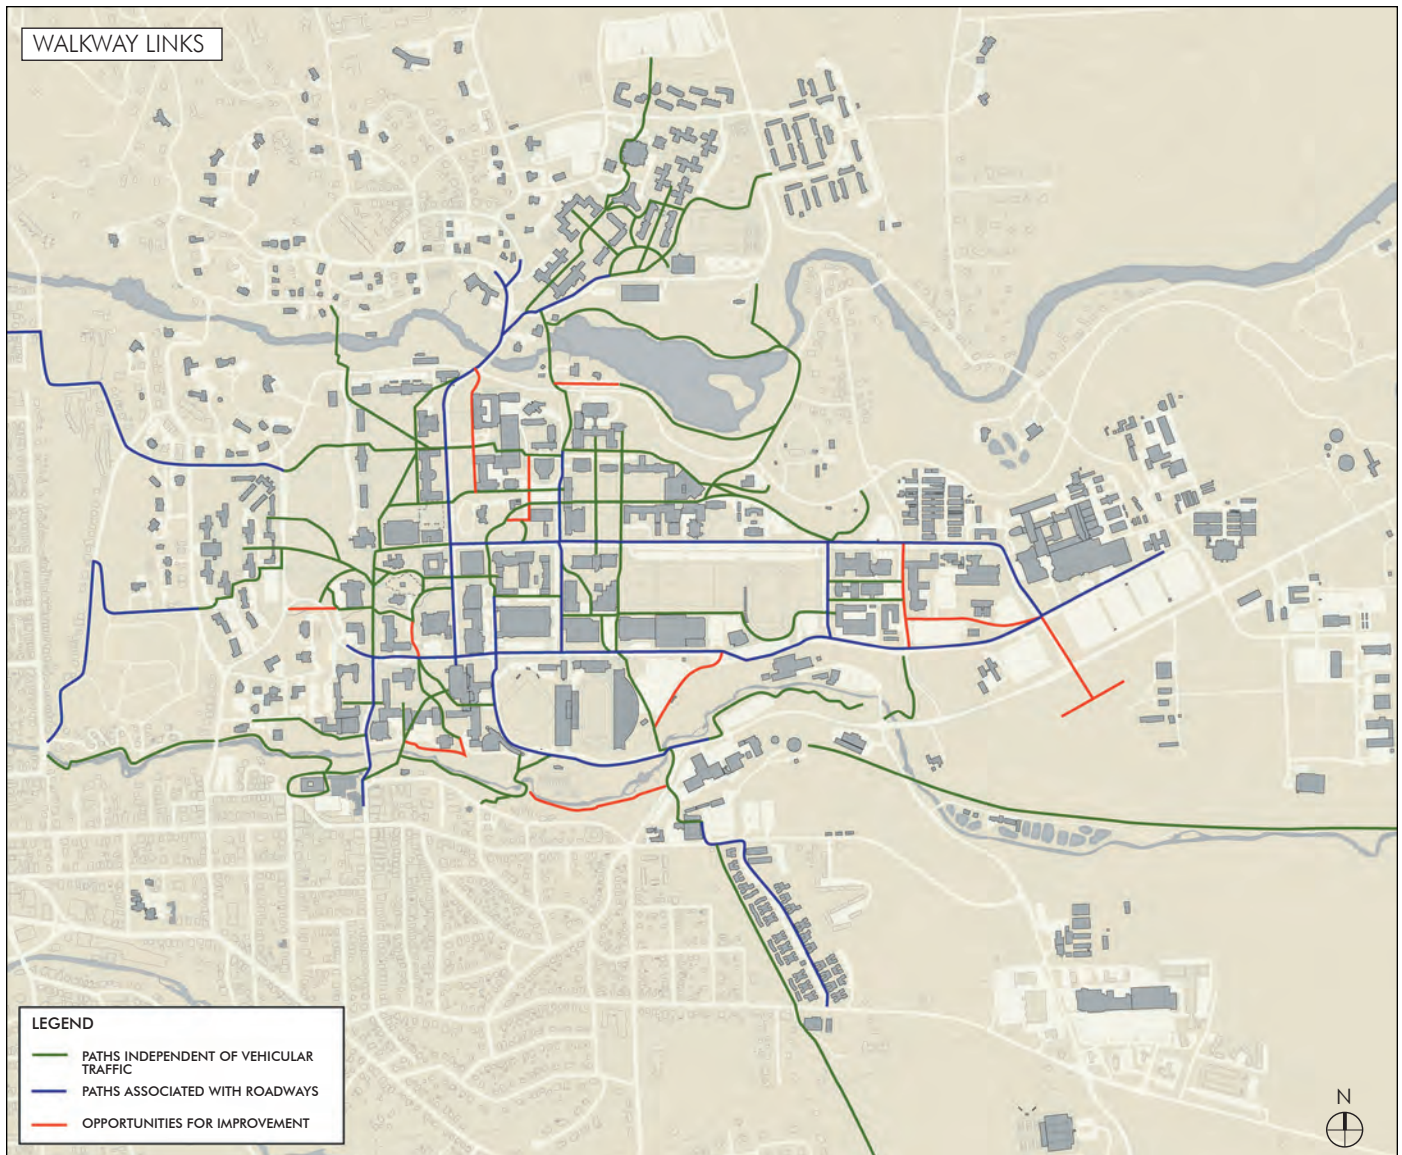 WALKWAY LINKS
LEGEND
PATHS INDEPENDENT OF VEHICULAR
TRAFFIC
PATHS ASSOCIATED WITH ROADWAYS
OPPORTUNITIES FOR IMPROVEMENT
N